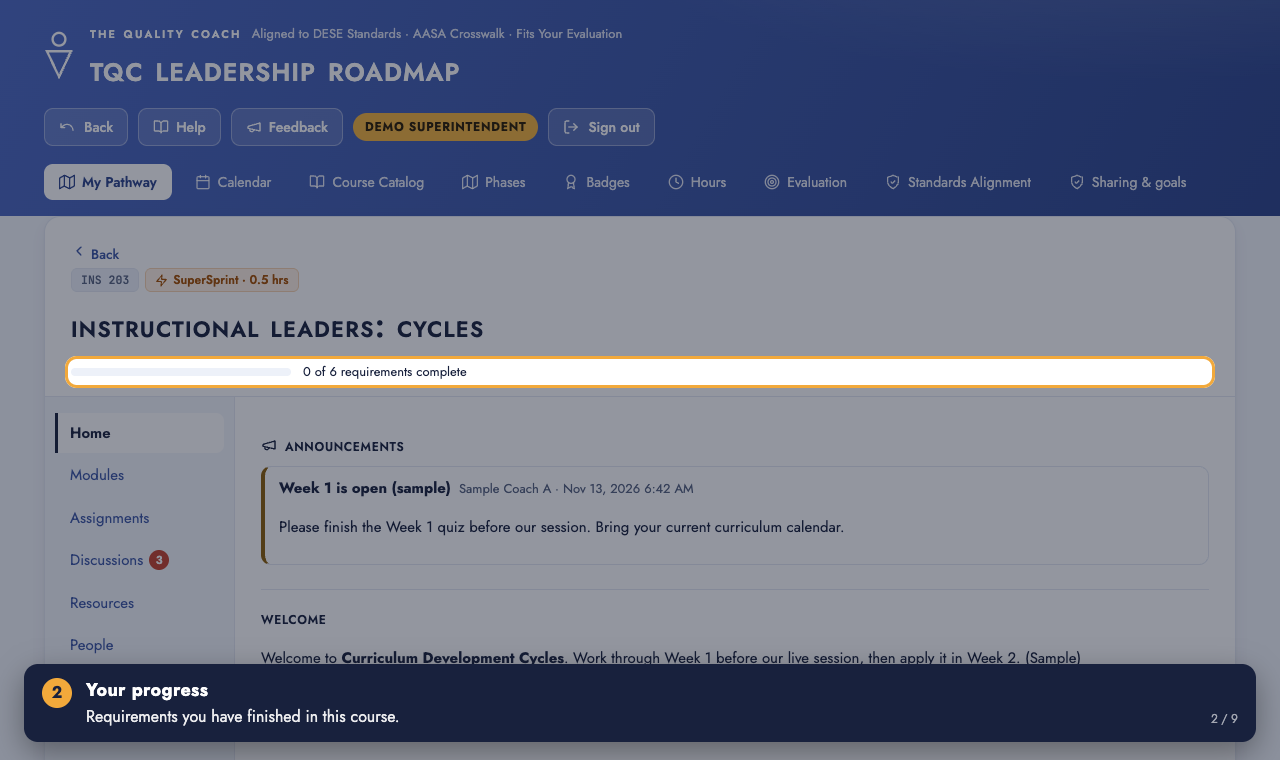 THE QUALITY COACH Aligned to DESE Standards · AASA Crosswalk · Fits Your Evaluation
TQC LEADERSHIP ROADMAP
Back Help Feedback DEMO SUPERINTENDENT Sign out
My Pathway Calendar Course Catalog Phases Badges Hours Evaluation Standards Alignment Sharing & goals
Back
INS 203 SuperSprint · 0.5 hrs
INSTRUCTIONAL LEADERS: CYCLES
0 of 6 requirements complete
Home
Modules
Assignments
Discussions 3
Resources
People
ANNOUNCEMENTS
Week 1 is open (sample) Sample Coach A · Nov 13, 2026 6:42 AM
Please finish the Week 1 quiz before our session. Bring your current curriculum calendar.
WELCOME
Welcome to Curriculum Development Cycles. Work through Week 1 before our live session, then apply it in Week 2. (Sample)
2 Your progress
Requirements you have finished in this course.
2 / 9